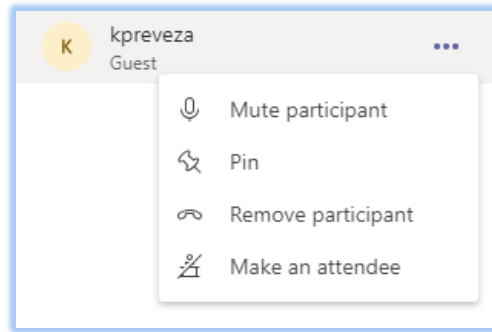 K
kpreveza
Guest
Mute participant
Pin
Remove participant
Make an attendee